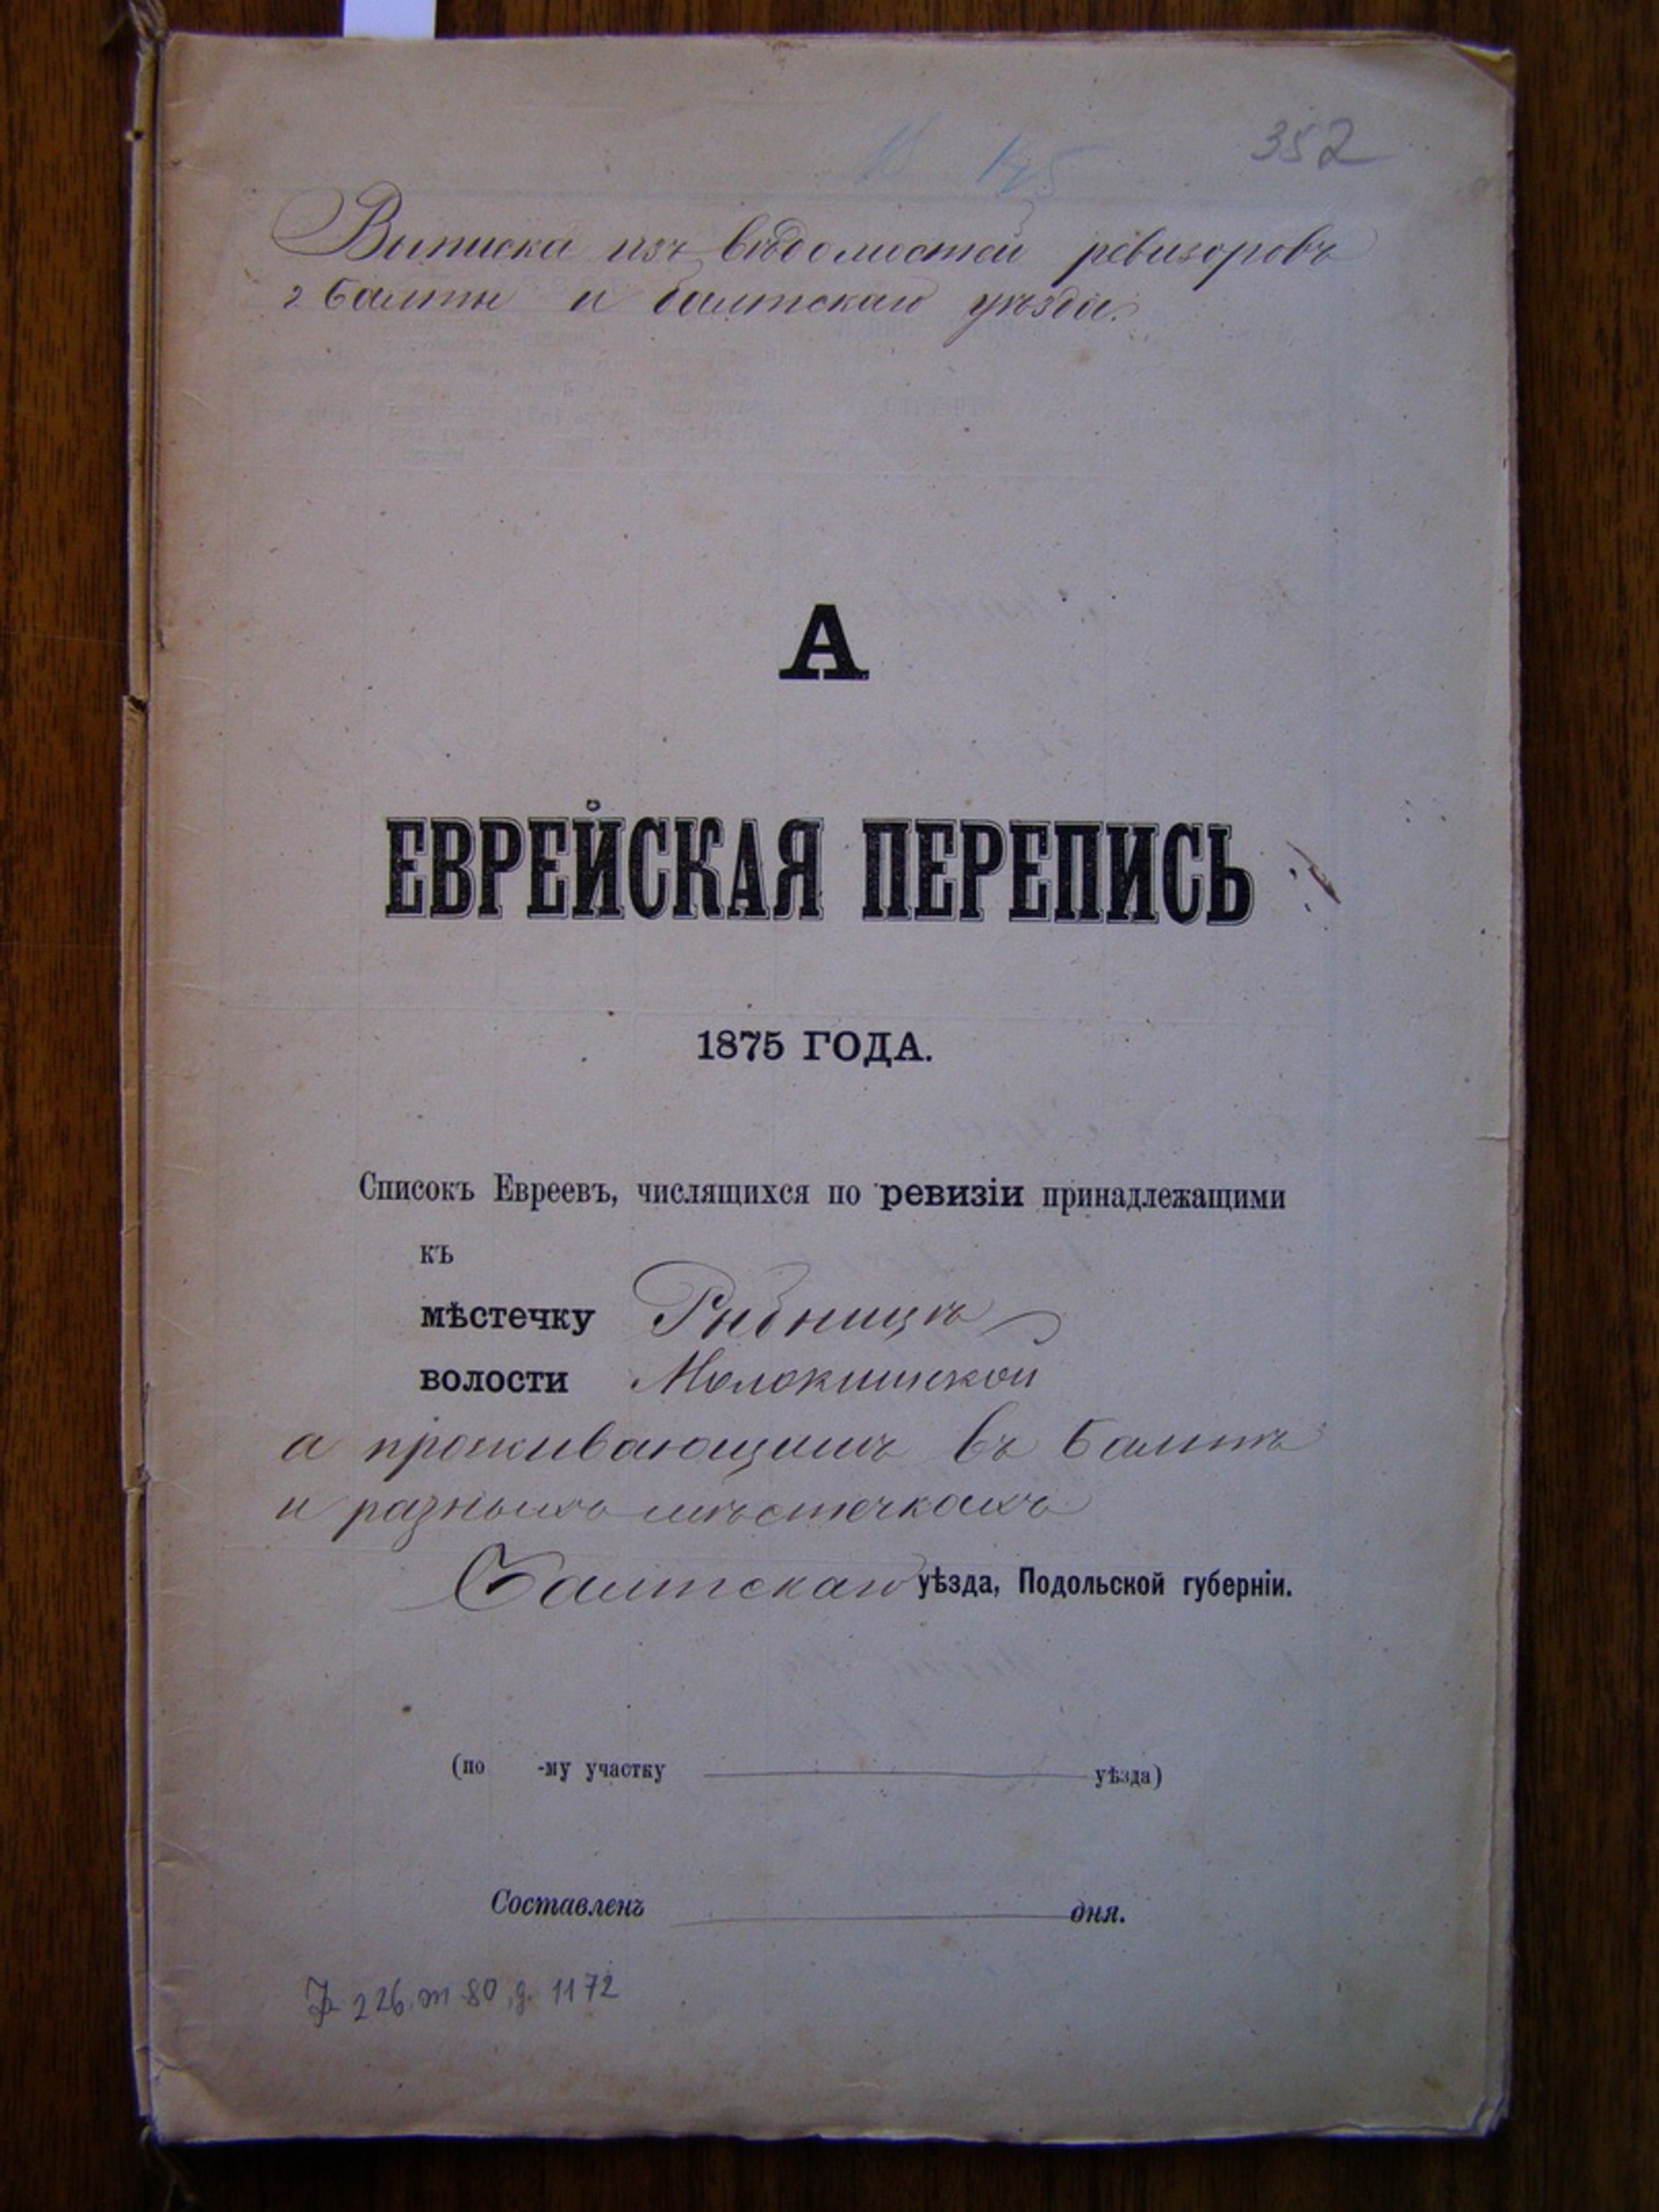 352
Выписка изъ вѣдомостей ревизоровъ
г Балты и балтскаго уѣзда.
А
ЕВРЕЙСКАЯ ПЕРЕПИСЬ
1875 ГОДА.
Списокъ Евреевъ, числящихся по ревизіи принадлежащими
къ
мѣстечку Рыбницѣ
волости Молокишской
а проживающимъ въ Балтѣ
и разныхъ мѣстечкахъ
Балтскаго уѣзда, Подольской губерніи.
(по -му участку уѣзда)
Составленъ дня.
226, т 80, д. 1172